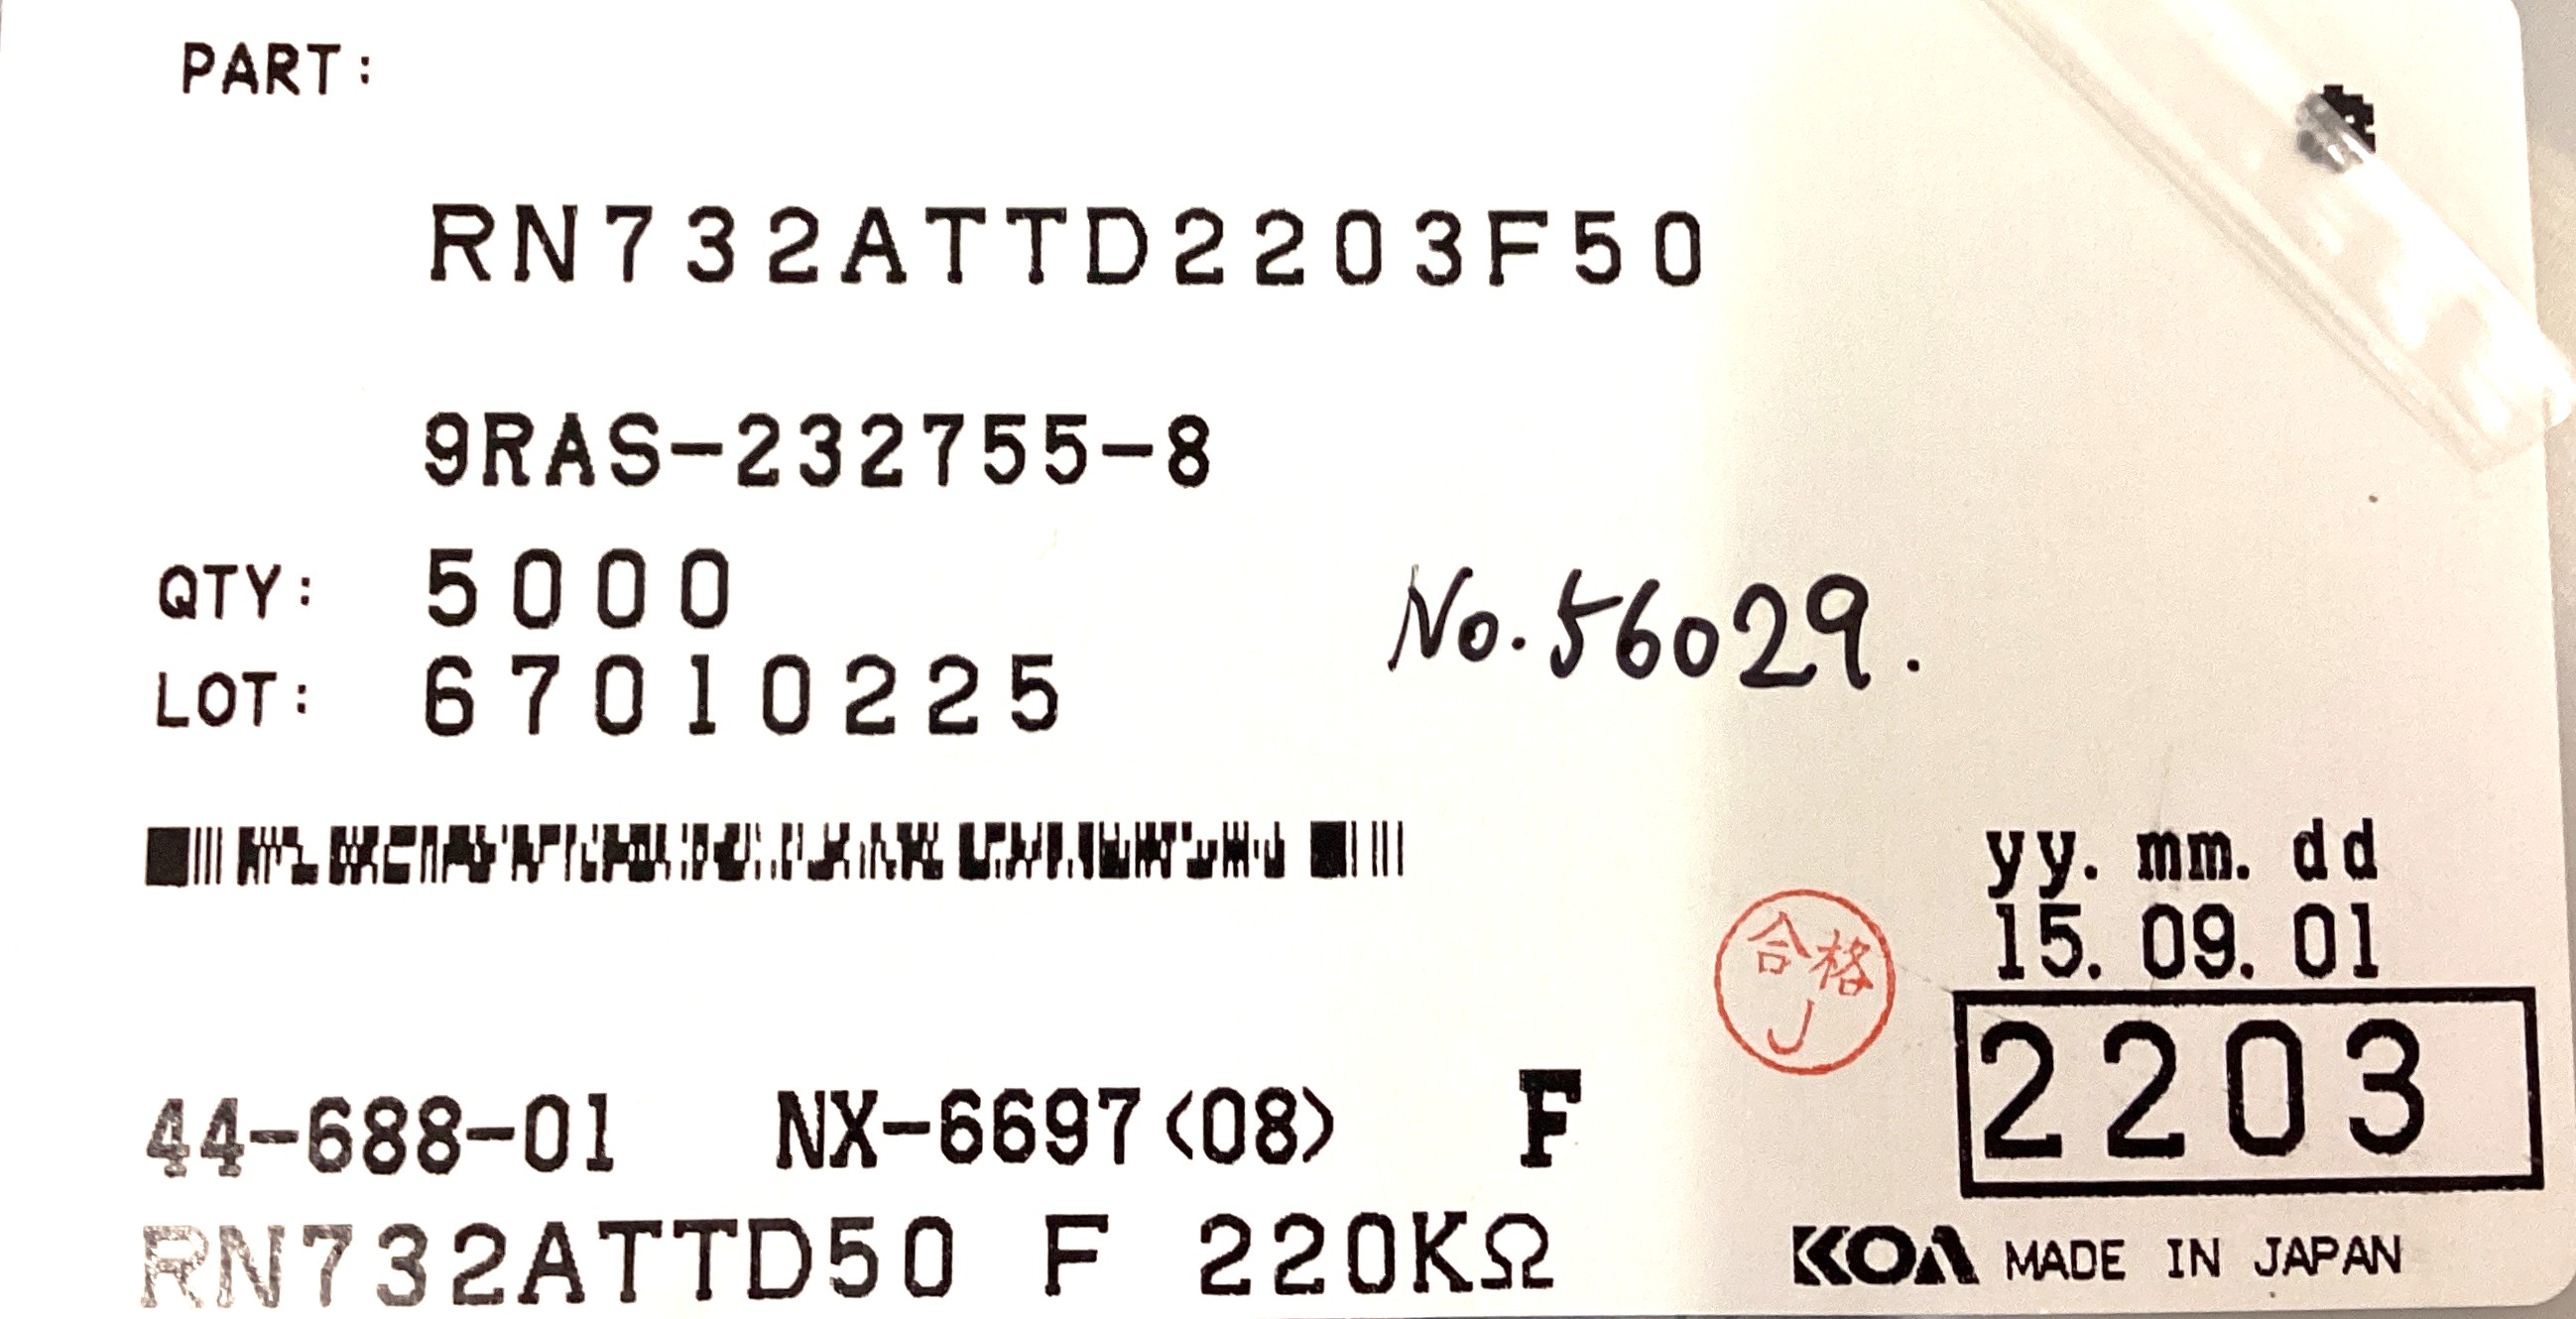 PART:
RN732ATTD2203F50
9RAS-232755-8
QTY: 5000
LOT: 67010225
No.56029.
yy. mm. dd
15. 09. 01
合格
J
2203
44-688-01 NX-6697<08> F
RN732ATTD50 F 220KΩ
KOA MADE IN JAPAN